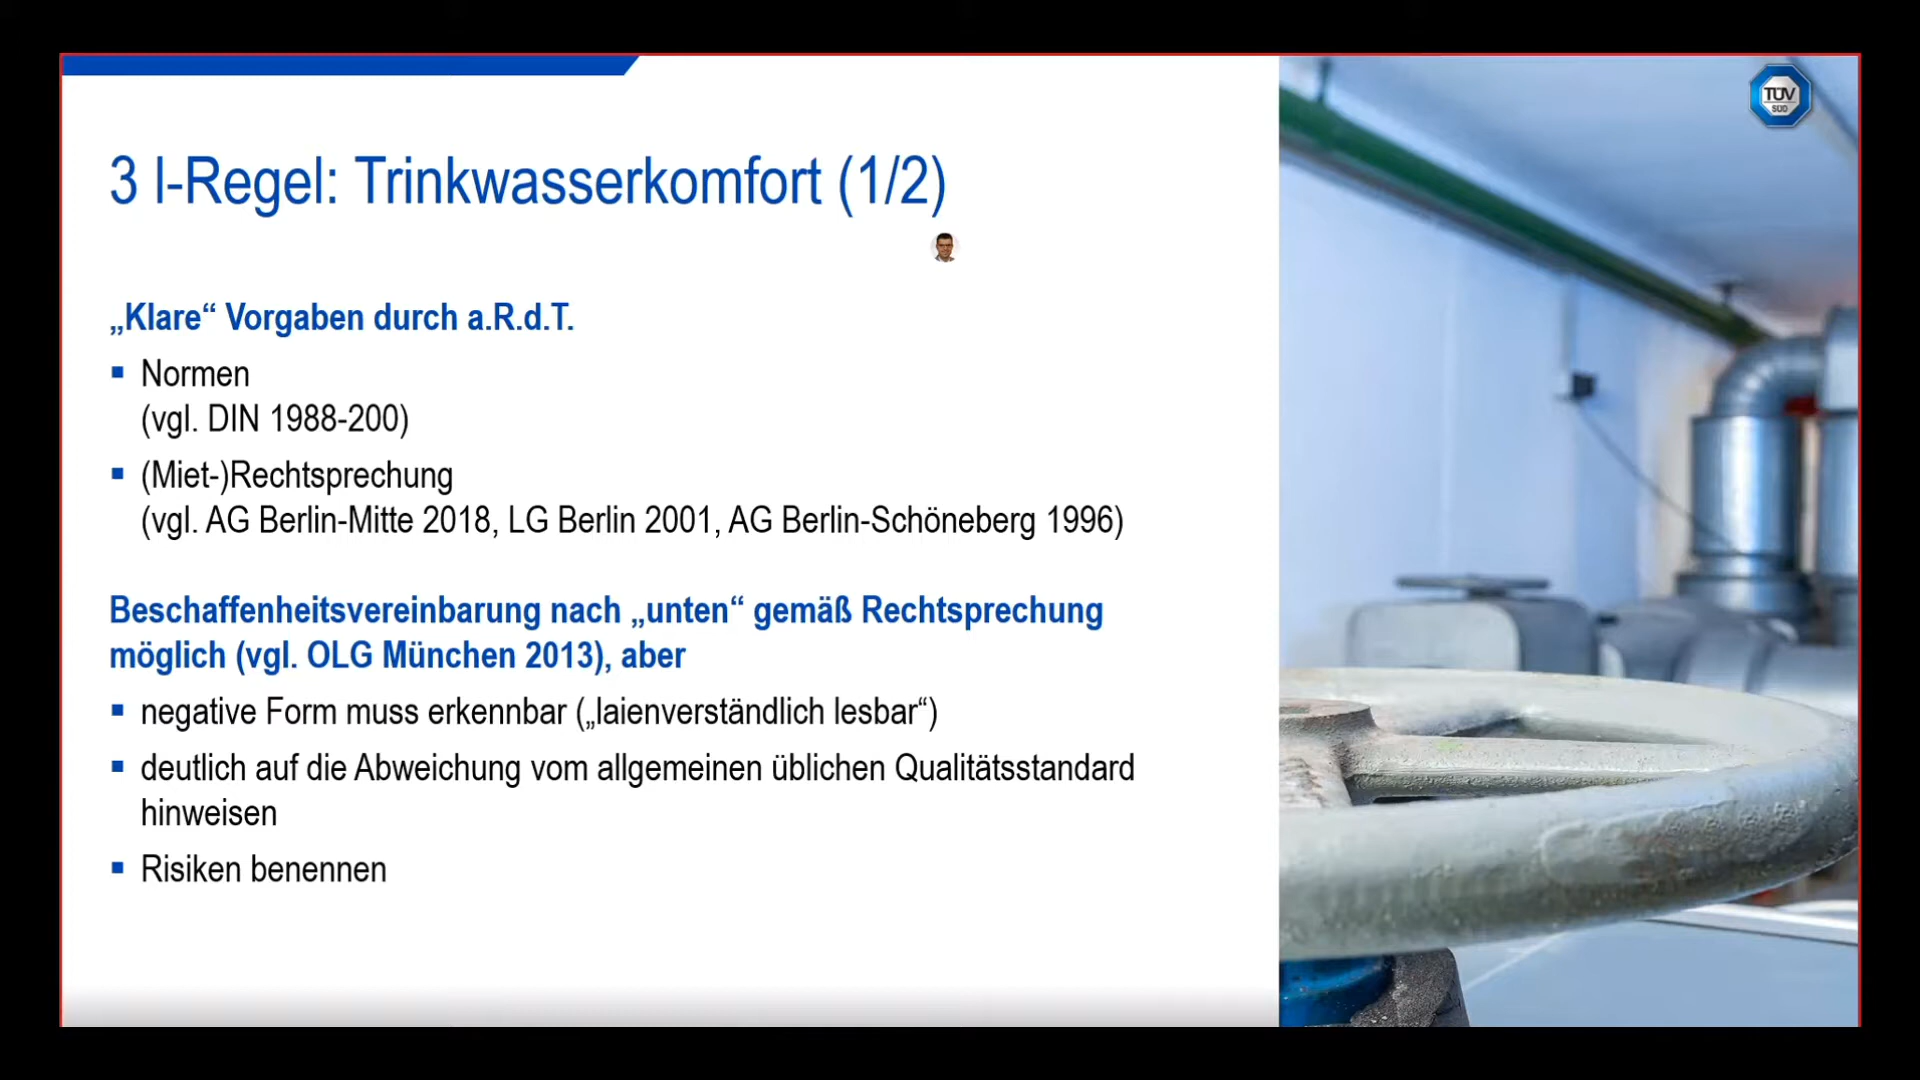 TÜV
SÜD
3 l-Regel: Trinkwasserkomfort (1/2)
„Klare“ Vorgaben durch a.R.d.T.
Normen
(vgl. DIN 1988-200)
(Miet-)Rechtsprechung
(vgl. AG Berlin-Mitte 2018, LG Berlin 2001, AG Berlin-Schöneberg 1996)
Beschaffenheitsvereinbarung nach „unten“ gemäß Rechtsprechung
möglich (vgl. OLG München 2013), aber
negative Form muss erkennbar („laienverständlich lesbar“)
deutlich auf die Abweichung vom allgemeinen üblichen Qualitätsstandard
hinweisen
Risiken benennen